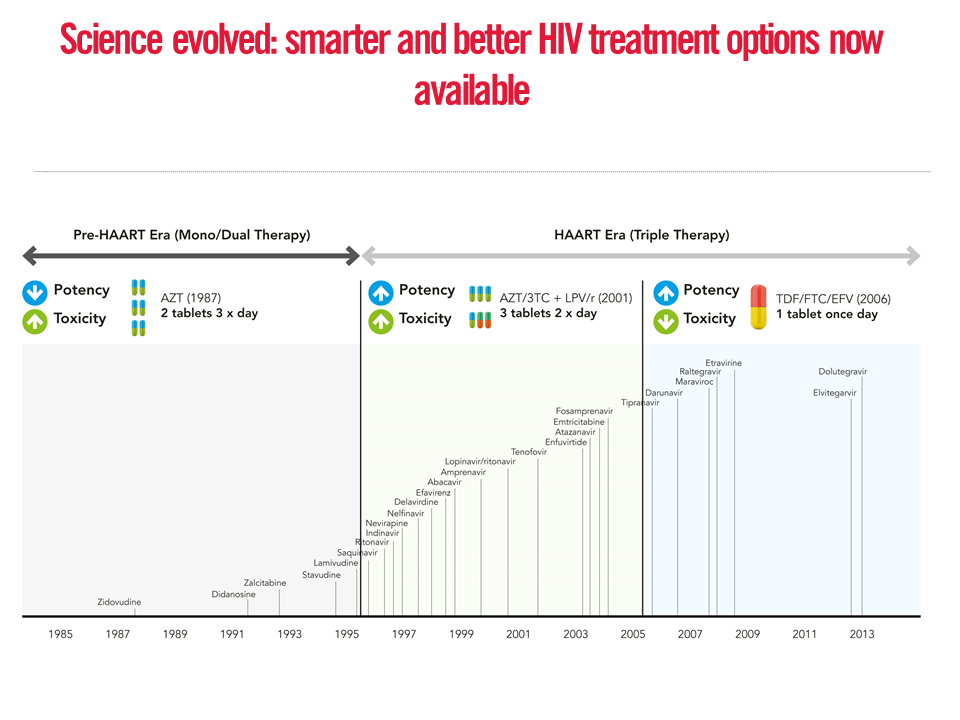 Science evolved: smarter and better HIV treatment options now
available
Pre-HAART Era (Mono/Dual Therapy)
HAART Era (Triple Therapy)
Potency
Toxicity
AZT (1987)
2 tablets 3 x day
Potency
Toxicity
AZT/3TC + LPV/r (2001)
3 tablets 2 x day
Potency
Toxicity
TDF/FTC/EFV (2006)
1 tablet once day
Zidovudine
Didanosine
Zalcitabine
Stavudine
Lamivudine
Saquinavir
Ritonavir
Indinavir
Nevirapine
Nelfinavir
Delavirdine
Efavirenz
Abacavir
Amprenavir
Lopinavir/ritonavir
Tenofovir
Enfuvirtide
Atazanavir
Emtricitabine
Fosamprenavir
Tipranavir
Darunavir
Maraviroc
Raltegravir
Etravirine
Elvitegarvir
Dolutegravir
1985 1987 1989 1991 1993 1995 1997 1999 2001 2003 2005 2007 2009 2011 2013